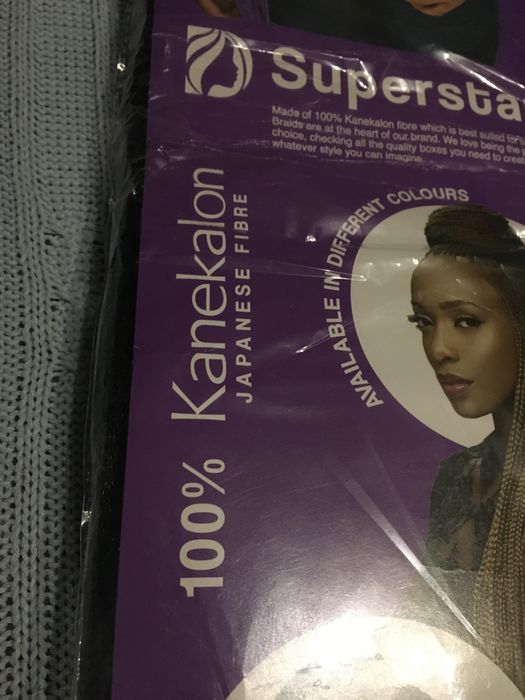 Supersta
Made of 100% Kanekalon fibre which is best suited for
Braids are at the heart of our brand. We love being the
choice, checking all the quality boxes you need to crea
whatever style you can imagine.
AVAILABLE IN DIFFERENT COLOURS
100% Kanekalon
JAPANESE FIBRE